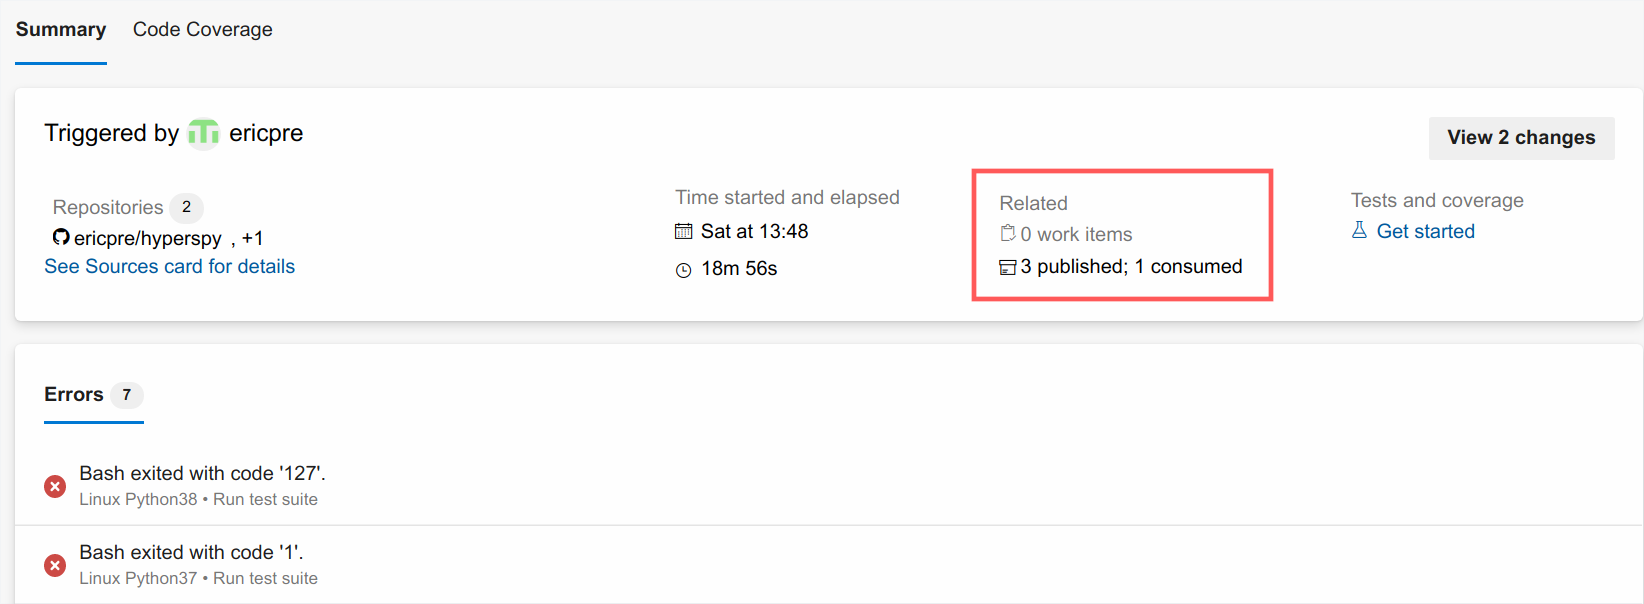 Summary Code Coverage
Triggered by ericpre
View 2 changes
Repositories 2
ericpre/hyperspy , +1
See Sources card for details
Time started and elapsed
Sat at 13:48
18m 56s
Related
0 work items
3 published; 1 consumed
Tests and coverage
Get started
Errors 7
Bash exited with code '127'.
Linux Python38 • Run test suite
Bash exited with code '1'.
Linux Python37 • Run test suite